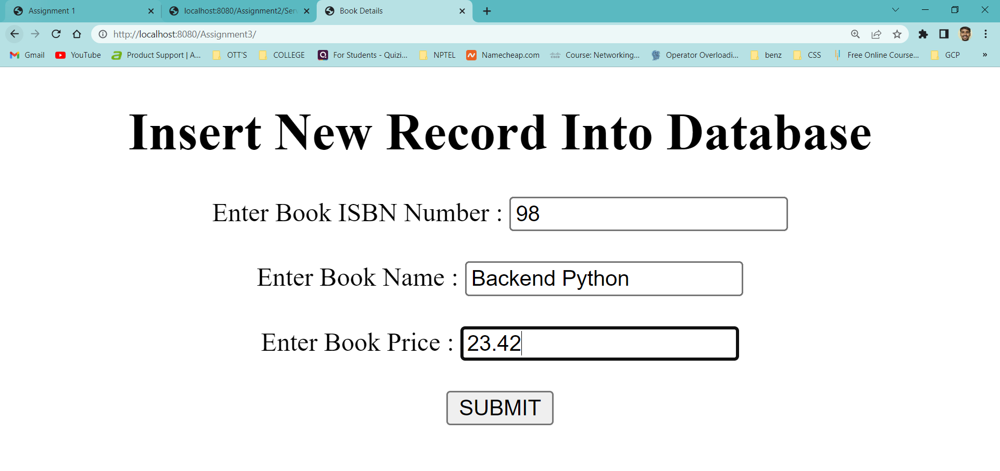 Assignment 1
localhost:8080/Assignment2/Ser
Book Details
http://localhost:8080/Assignment3/
Gmail YouTube Product Support | A... OTT'S COLLEGE For Students - Quizi... NPTEL Namecheap.com Course: Networking... Operator Overloadi... benz CSS Free Online Course... GCP »
Insert New Record Into Database
Enter Book ISBN Number : 98
Enter Book Name : Backend Python
Enter Book Price : 23.42
SUBMIT